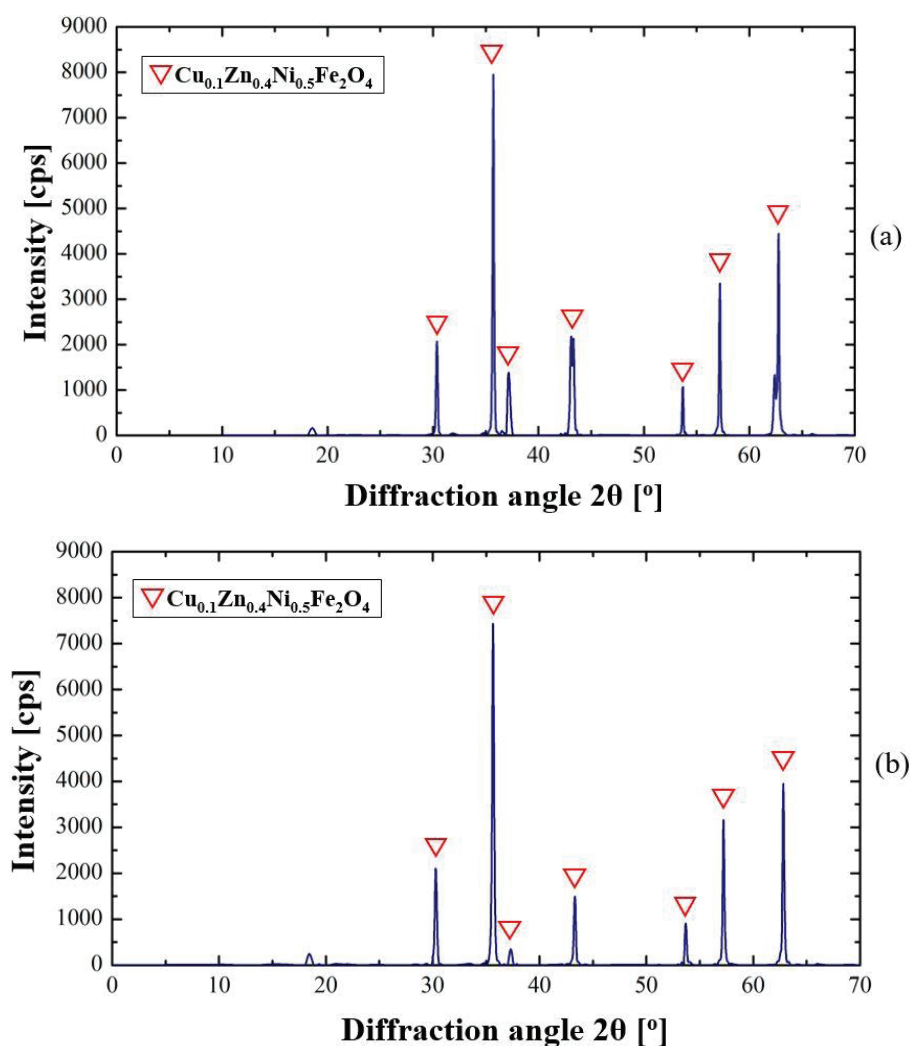 9000
8000
7000
6000
5000
4000
3000
2000
1000
0
Intensity [cps]
▽ Cu₀.₁Zn₀.₄Ni₀.₅Fe₂O₄
(a)
0 10 20 30 40 50 60 70
Diffraction angle 2θ [º]
9000
8000
7000
6000
5000
4000
3000
2000
1000
0
Intensity [cps]
▽ Cu₀.₁Zn₀.₄Ni₀.₅Fe₂O₄
(b)
0 10 20 30 40 50 60 70
Diffraction angle 2θ [º]